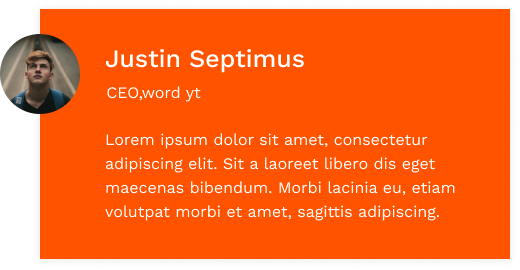 Justin Septimus
CEO,word yt
Lorem ipsum dolor sit amet, consectetur
adipiscing elit. Sit a laoreet libero dis eget
maecenas bibendum. Morbi lacinia eu, etiam
volutpat morbi et amet, sagittis adipiscing.